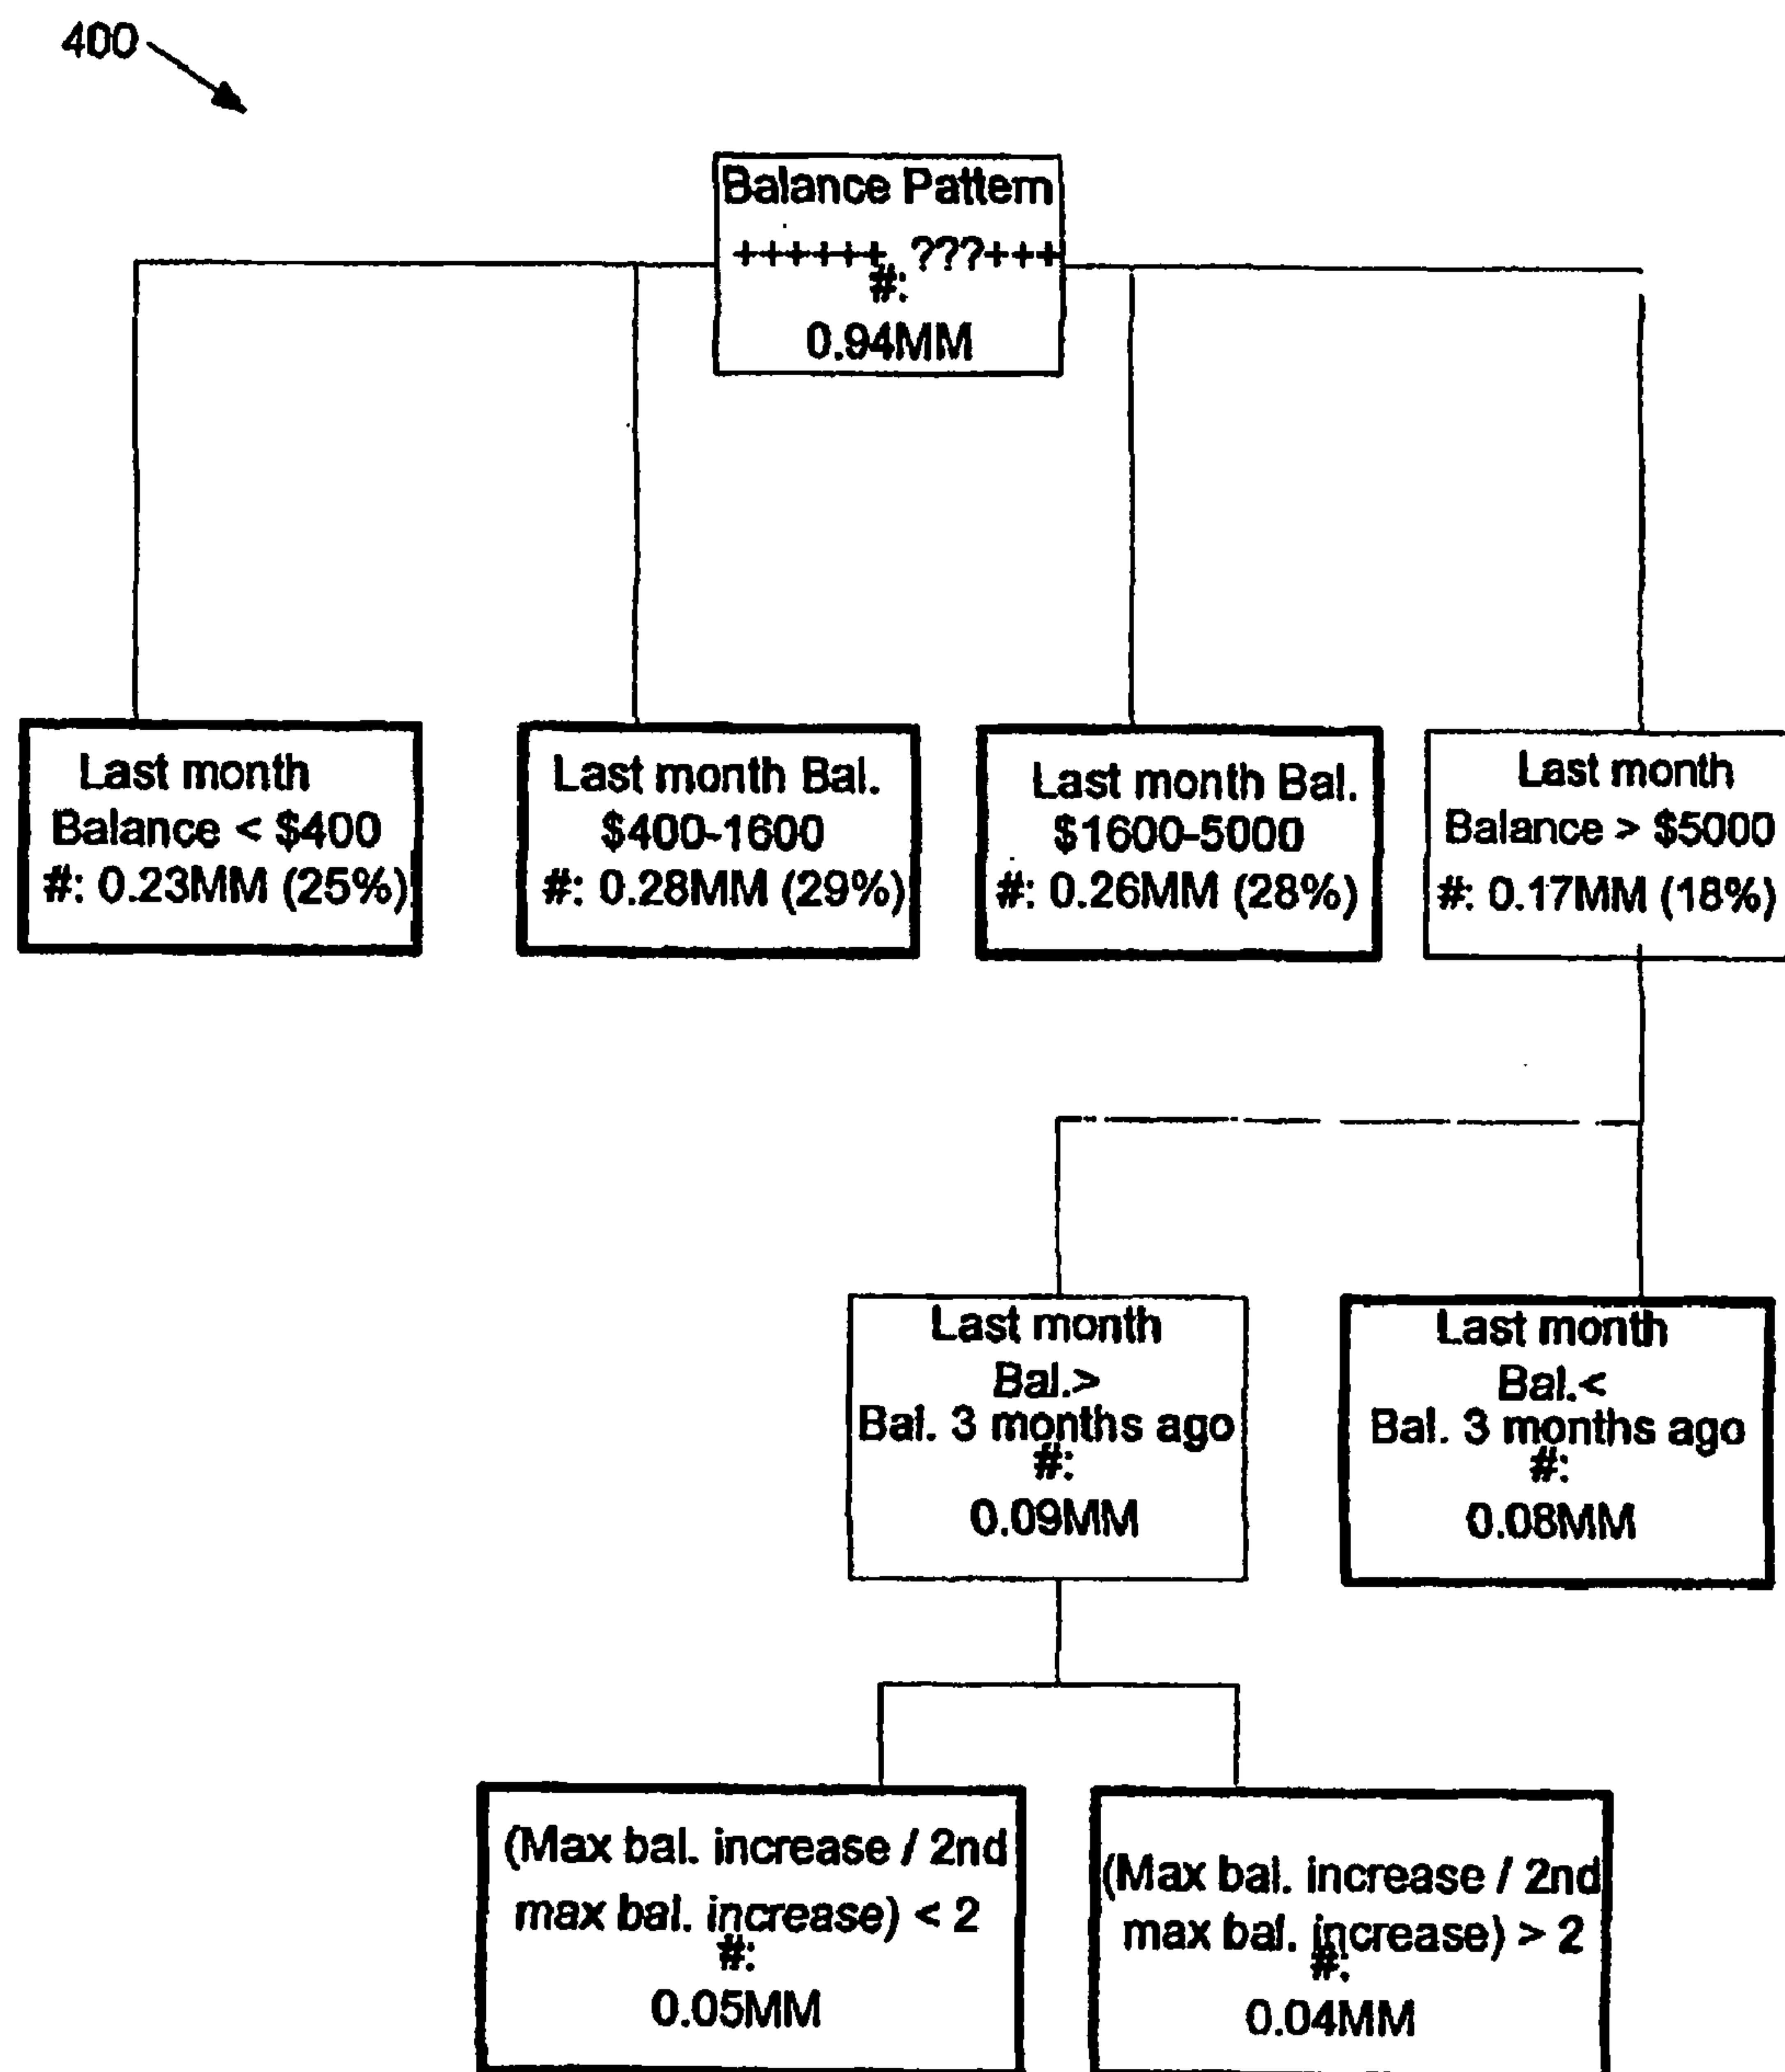 400
Balance Pattern
++++++ ???+++
#:
0.94MM
Last month
Balance < $400
#: 0.23MM (25%)
Last month Bal.
$400-1600
#: 0.28MM (29%)
Last month Bal.
$1600-5000
#: 0.26MM (28%)
Last month
Balance > $5000
#: 0.17MM (18%)
Last month
Bal.>
Bal. 3 months ago
#:
0.09MM
Last month
Bal.<
Bal. 3 months ago
#:
0.08MM
(Max bal. increase / 2nd
max bal. increase) < 2
#:
0.05MM
(Max bal. increase / 2nd
max bal. increase) > 2
#:
0.04MM